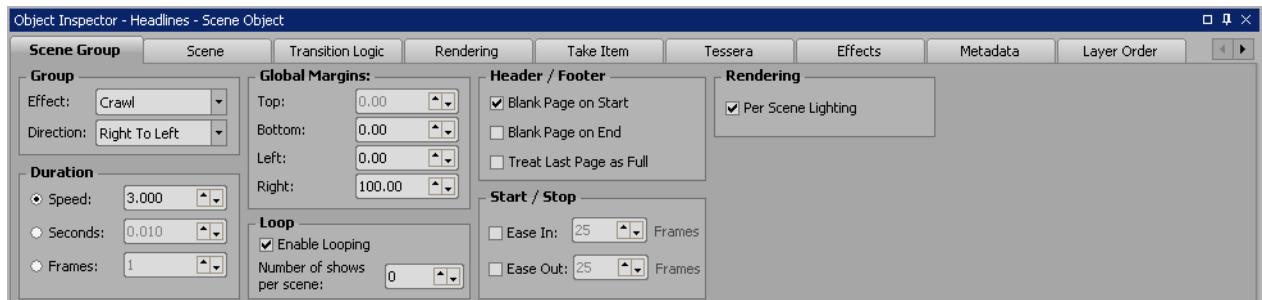 Object Inspector - Headlines - Scene Object
Scene Group Scene Transition Logic Rendering Take Item Tessera Effects Metadata Layer Order
Group
Effect: Crawl
Direction: Right To Left
Duration
Speed: 3.000
Seconds: 0.010
Frames: 1
Global Margins:
Top: 0.00
Bottom: 0.00
Left: 0.00
Right: 100.00
Loop
Enable Looping
Number of shows
per scene: 0
Header / Footer
Blank Page on Start
Blank Page on End
Treat Last Page as Full
Start / Stop
Ease In: 25 Frames
Ease Out: 25 Frames
Rendering
Per Scene Lighting